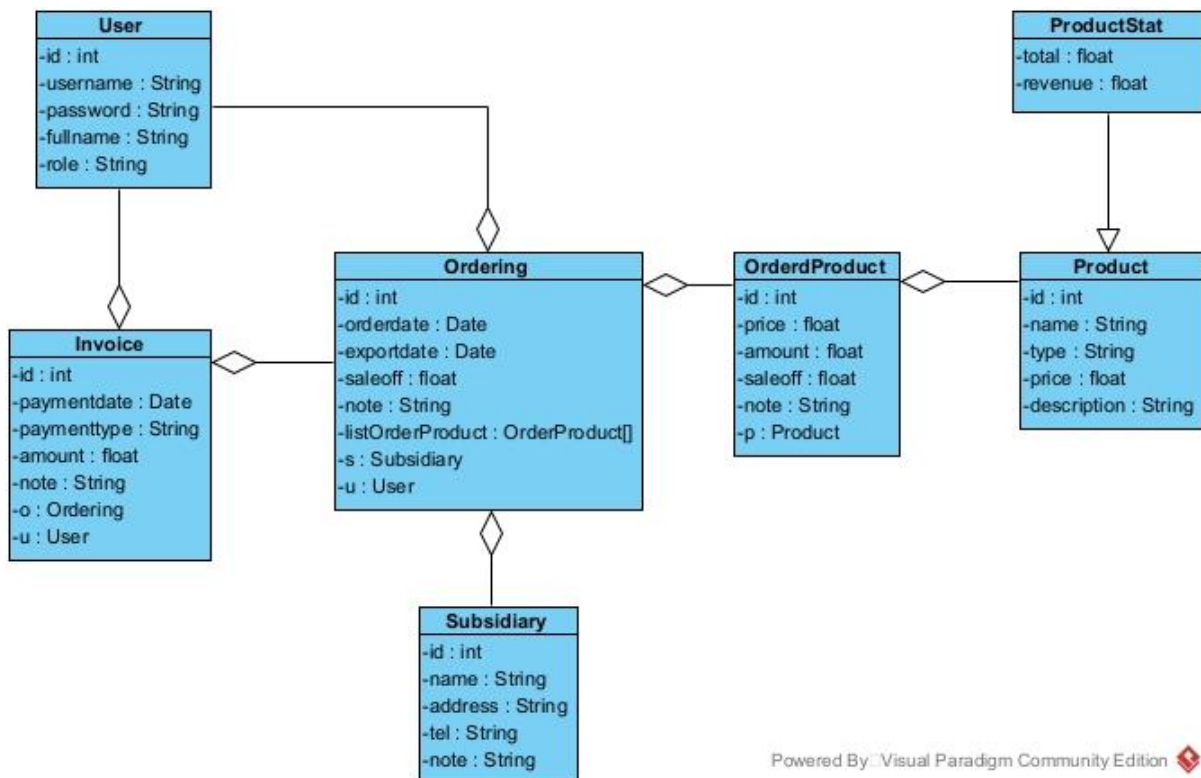 User
-id : int
-username : String
-password : String
-fullname : String
-role : String
ProductStat
-total : float
-revenue : float
Invoice
-id : int
-paymentdate : Date
-paymenttype : String
-amount : float
-note : String
-o : Ordering
-u : User
Ordering
-id : int
-orderdate : Date
-exportdate : Date
-saleoff : float
-note : String
-listOrderProduct : OrderProduct[]
-s : Subsidiary
-u : User
OrderdProduct
-id : int
-price : float
-amount : float
-saleoff : float
-note : String
-p : Product
Product
-id : int
-name : String
-type : String
-price : float
-description : String
Subsidiary
-id : int
-name : String
-address : String
-tel : String
-note : String
Powered By Visual Paradigm Community Edition